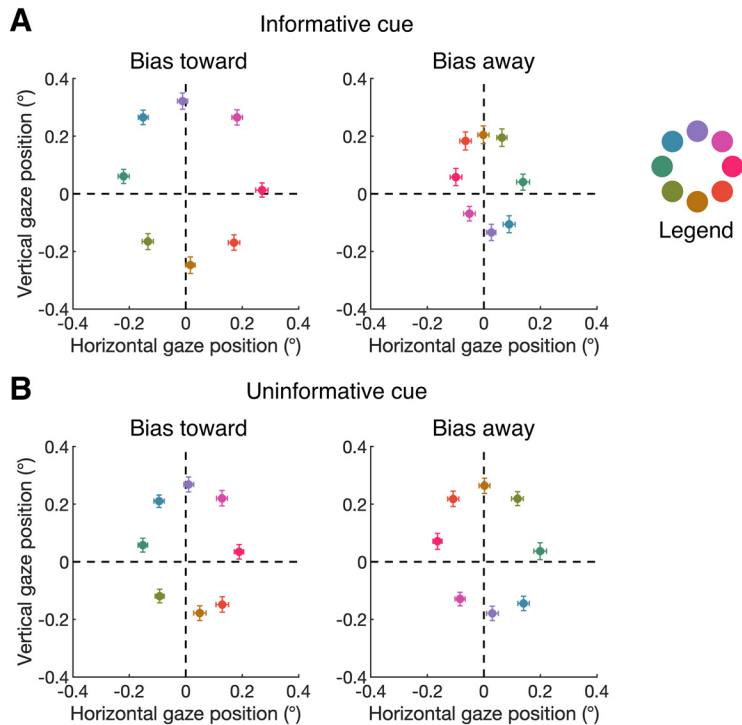 A
Informative cue
Bias toward
Bias away
0.4
0.2
0
-0.2
-0.4
Vertical gaze position (°)
-0.4 -0.2 0 0.2 0.4
Horizontal gaze position (°)
0.4
0.2
0
-0.2
-0.4
-0.4 -0.2 0 0.2 0.4
Horizontal gaze position (°)
Legend
B
Uninformative cue
Bias toward
Bias away
0.4
0.2
0
-0.2
-0.4
Vertical gaze position (°)
-0.4 -0.2 0 0.2 0.4
Horizontal gaze position (°)
0.4
0.2
0
-0.2
-0.4
-0.4 -0.2 0 0.2 0.4
Horizontal gaze position (°)